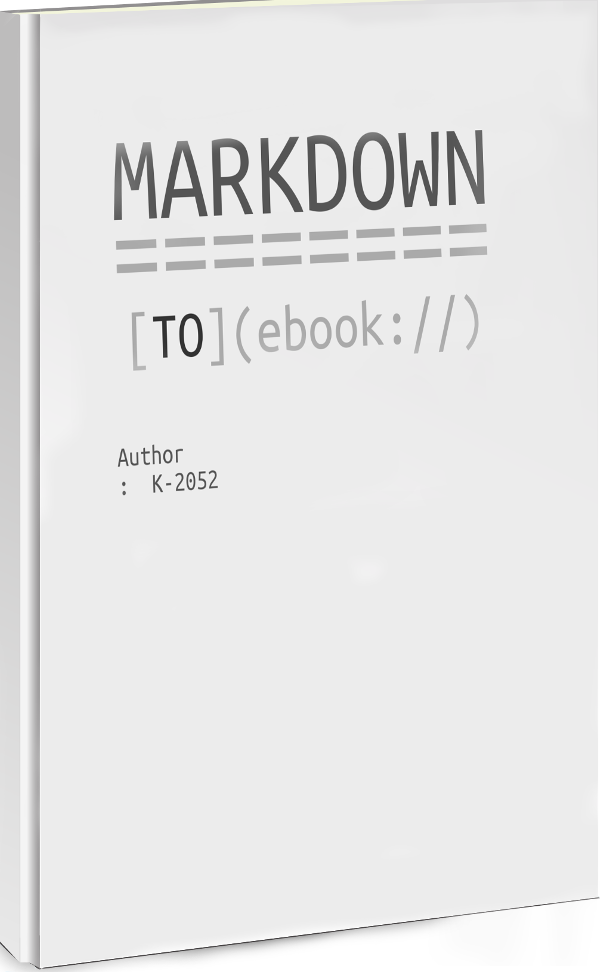 MARKDOWN
========
[TO](ebook://)
Author
: K-2052